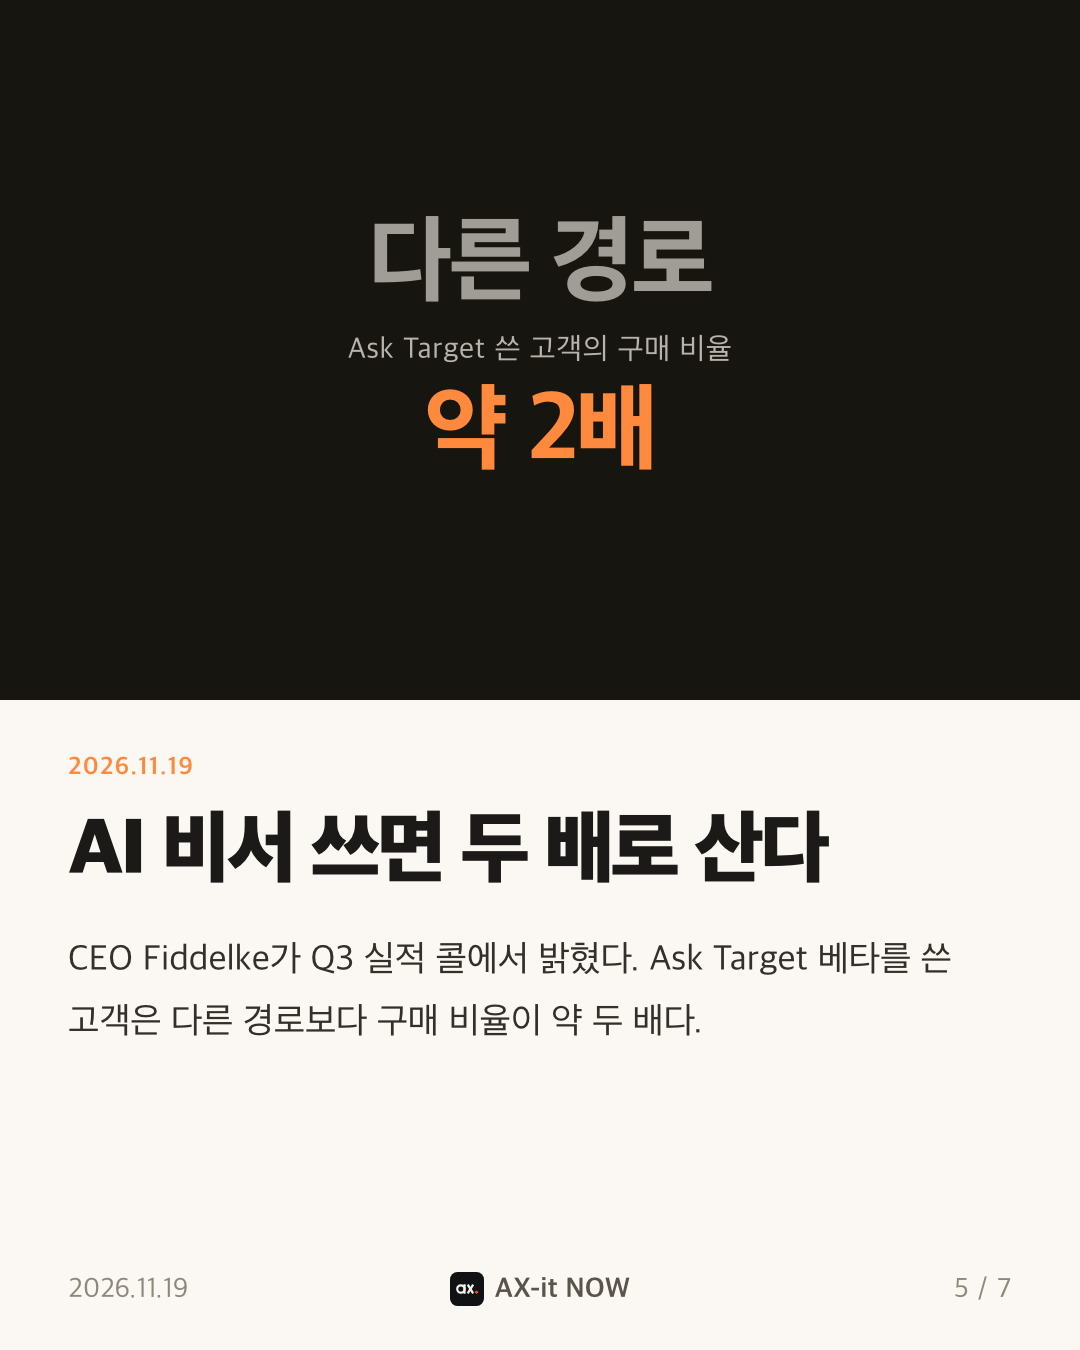 다른 경로
Ask Target 쓴 고객의 구매 비율
약 2배
2026.11.19
AI 비서 쓰면 두 배로 산다
CEO Fiddelke가 Q3 실적 콜에서 밝혔다. Ask Target 베타를 쓴
고객은 다른 경로보다 구매 비율이 약 두 배다.
2026.11.19
ax. AX-it NOW
5 / 7